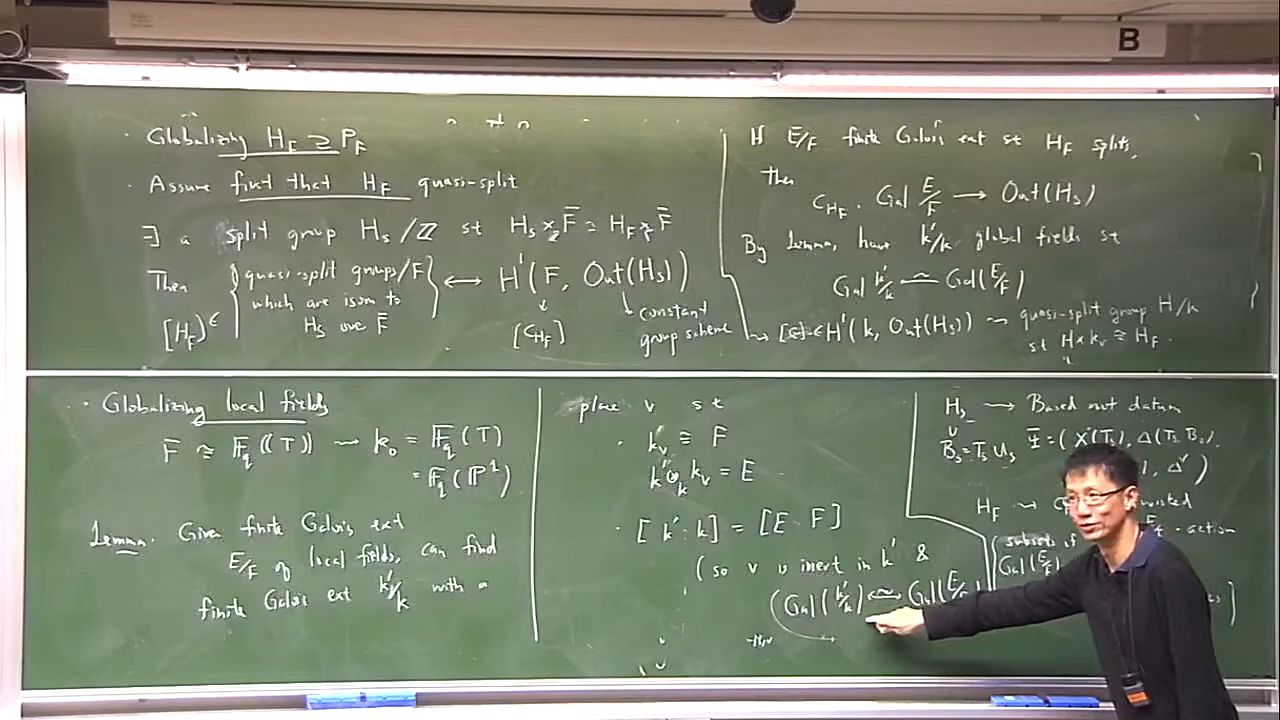 B
· Globalizing H_F ⊇ P_F
· Assume first that H_F quasi-split
∃ a split group H_s/ℤ st H_s ×_ℤ F̄ ≅ H_F ×_F F̄
Then { quasi-split groups/F which are isom to H_s over F̄ } ⟷ H¹(F, Out(H_s))
[H_F] ∈
[c_{H_F}]
constant
group scheme
If E/F finite Galois ext st H_F splits,
then
c_{H_F} : Gal E/F → Out(H_s)
By Lemma, have k'/k global fields st
Gal k'/k ≃ Gal(E/F)
∈ H¹(k, Out(H_s)) ~ quasi-split group H/k
st H × k_v ≅ H_F.
· Globalizing local fields
F ≅ 𝔽_q((T)) ⇝ k_0 = 𝔽_q(T)
= 𝔽_q(ℙ¹)
Lemma. Given finite Galois ext
E/F of local fields, can find
finite Galois ext k'/k with a
place v st
· k_v ≅ F
k' ⊗_k k_v = E
· [k' : k] = [E : F]
(so v is inert in k' &
Gal(k'/k) ≃ Gal(E/F)
H_s → Based root datum
∪
B_s = T_s U_s Ψ = ( X(T_s), Δ(T_s, B_s),
, Δ^∨ )
H_F ⇝
twisted
action
(subsets of
Gal(E/F)